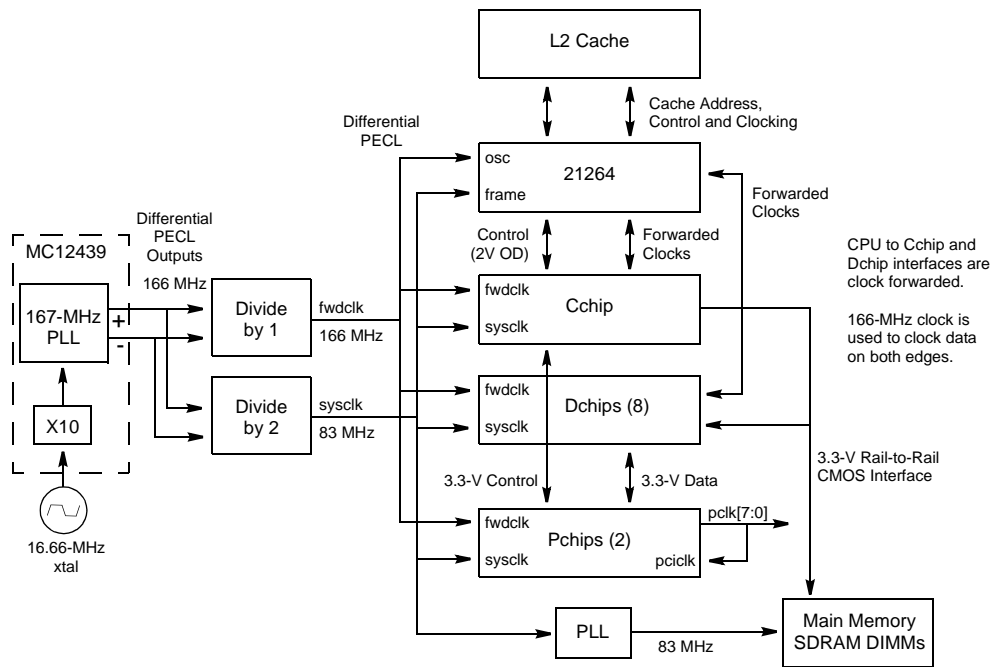 L2 Cache
Cache Address,
Control and Clocking
Differential
PECL
osc
21264
frame
Forwarded
Clocks
Differential
PECL
Outputs
166 MHz
Control
(2V OD)
Forwarded
Clocks
MC12439
167-MHz
PLL
+
-
X10
16.66-MHz
xtal
Divide
by 1
fwdclk
166 MHz
Divide
by 2
sysclk
83 MHz
fwdclk
Cchip
sysclk
CPU to Cchip and
Dchip interfaces are
clock forwarded.
166-MHz clock is
used to clock data
on both edges.
fwdclk
Dchips (8)
sysclk
3.3-V Control
3.3-V Data
3.3-V Rail-to-Rail
CMOS Interface
fwdclk
Pchips (2)
sysclk
pciclk
pclk[7:0]
PLL
83 MHz
Main Memory
SDRAM DIMMs